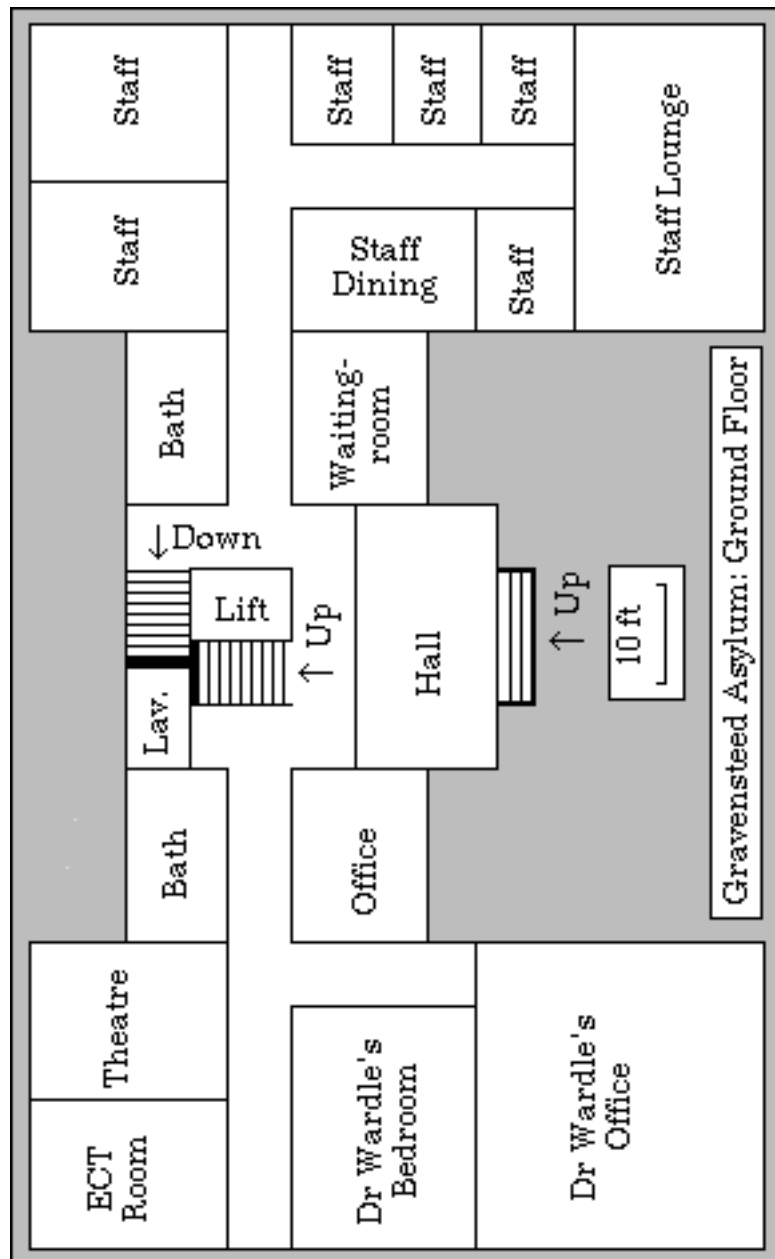 ECT
Room
Theatre
Staff
Staff
Bath
Lav.
Down
Bath
Lift
Up
Dr Wardle's
Bedroom
Office
Hall
Waiting-
room
Staff
Dining
Staff
Staff
Staff
Staff
Dr Wardle's
Office
Up
10 ft
Staff Lounge
Gravensteed Asylum: Ground Floor